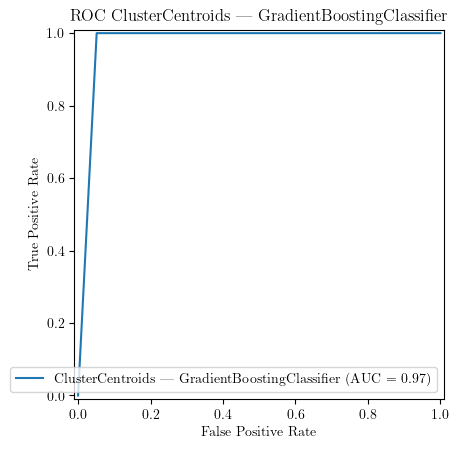 ROC ClusterCentroids — GradientBoostingClassifier
1.0
0.8
0.6
0.4
0.2
0.0
True Positive Rate
ClusterCentroids — GradientBoostingClassifier (AUC = 0.97)
0.0 0.2 0.4 0.6 0.8 1.0
False Positive Rate